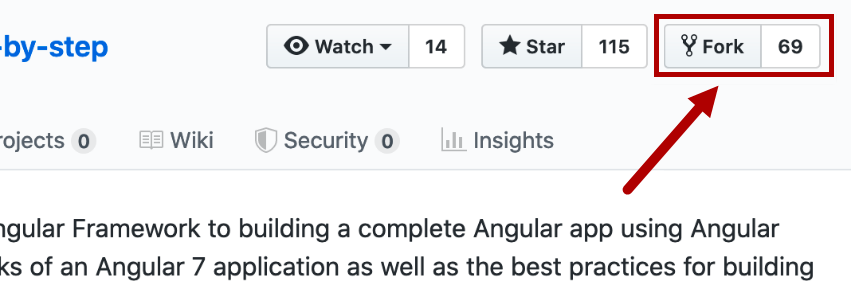 -by-step Watch 14 Star 115 Fork 69
rojects 0 Wiki Security 0 Insights
ngular Framework to building a complete Angular app using Angular
ks of an Angular 7 application as well as the best practices for building